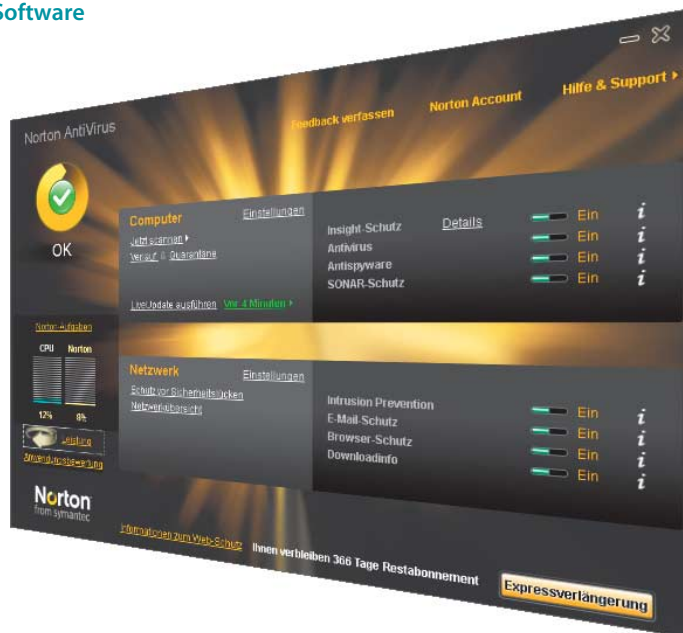 Software
Feedback verfassen
Norton Account
Hilfe & Support
Norton AntiVirus
OK
Computer
Einstellungen
Jetzt scannen
Verlauf & Quarantäne
LiveUpdate ausführen Vor 4 Minuten
Insight-Schutz Details Ein i
Antivirus Ein i
Antispyware Ein i
SONAR-Schutz Ein i
Norton-Aufgaben
CPU Norton
12% 8%
Leistung
Anwendungsbewertung
Netzwerk
Einstellungen
Schutz vor Sicherheitslücken
Netzwerkübersicht
Intrusion Prevention Ein i
E-Mail-Schutz Ein i
Browser-Schutz Ein i
Downloadinfo Ein i
Norton
from symantec
Informationen zum Web-Schutz
Ihnen verbleiben 366 Tage Restabonnement
Expressverlängerung